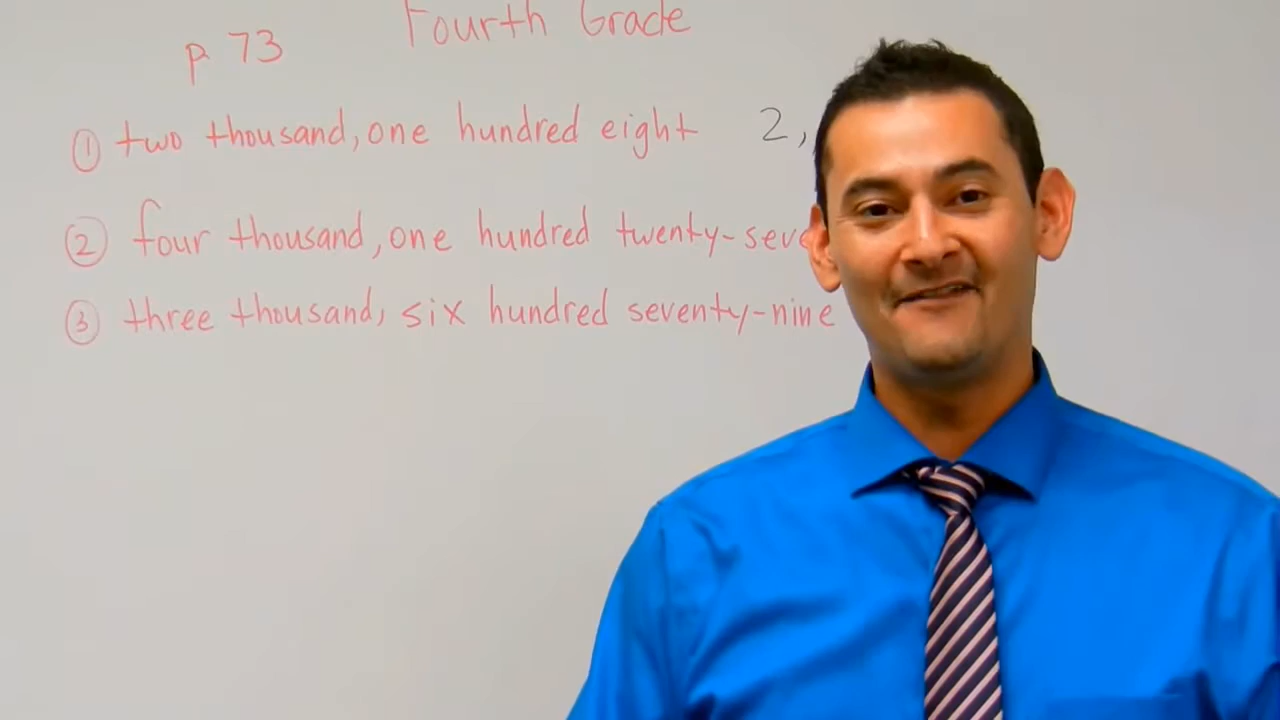 Fourth Grade
p 73
① two thousand, one hundred eight 2,
② four thousand, one hundred twenty-seve
③ three thousand, six hundred seventy-nine